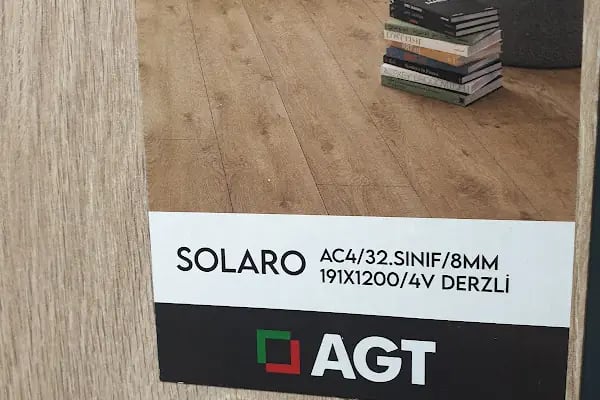 SOLARO
AC4/32.SINIF/8MM
191X1200/4V DERZLİ
AGT